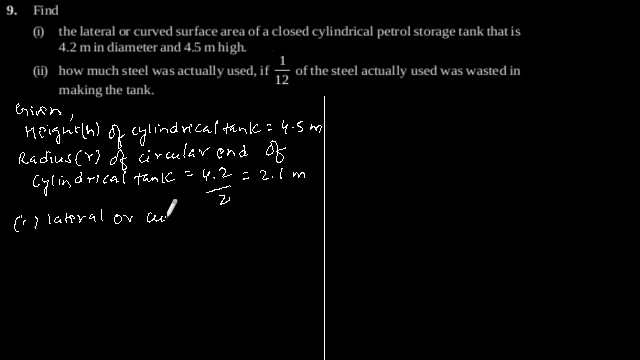 9. Find
(i) the lateral or curved surface area of a closed cylindrical petrol storage tank that is
4.2 m in diameter and 4.5 m high.
(ii) how much steel was actually used, if 1/12 of the steel actually used was wasted in
making the tank.
Given,
Height(h) of cylindrical tank = 4.5 m
Radius(r) of circular end of
Cylindrical tank = 4.2/2 = 2.1 m
(i) lateral or cu